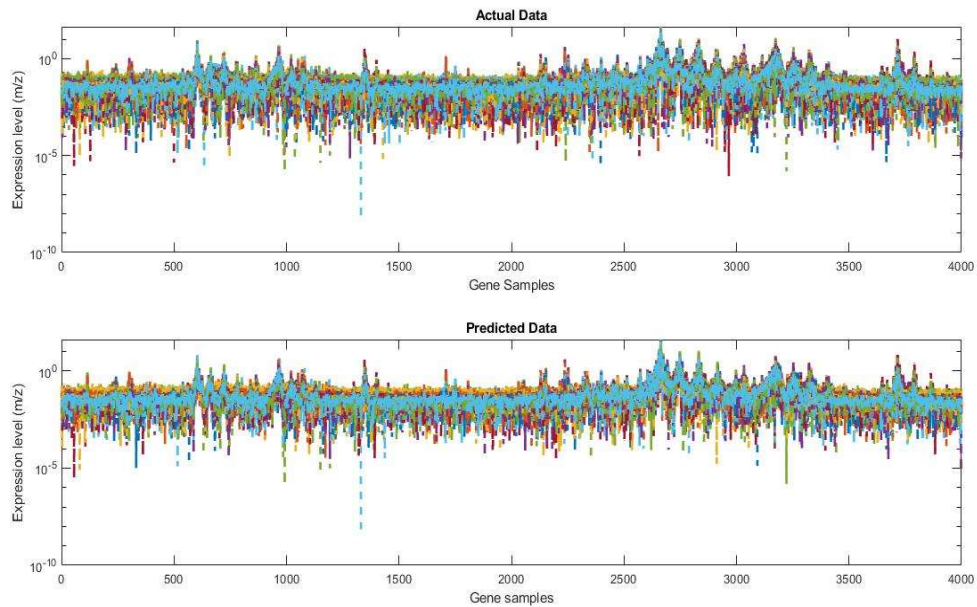 Actual Data
Expression level (m/z)
10^0
10^-5
10^-10
0 500 1000 1500 2000 2500 3000 3500 4000
Gene Samples
Predicted Data
Expression level (m/z)
10^0
10^-5
10^-10
0 500 1000 1500 2000 2500 3000 3500 4000
Gene samples